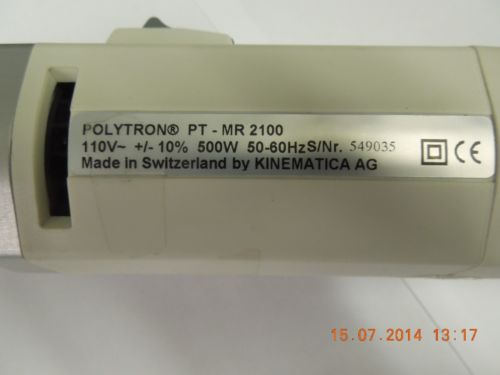 POLYTRON® PT - MR 2100
110V~ +/- 10% 500W 50-60Hz S/Nr. 549035
Made in Switzerland by KINEMATICA AG
CE
15.07.2014 13:17